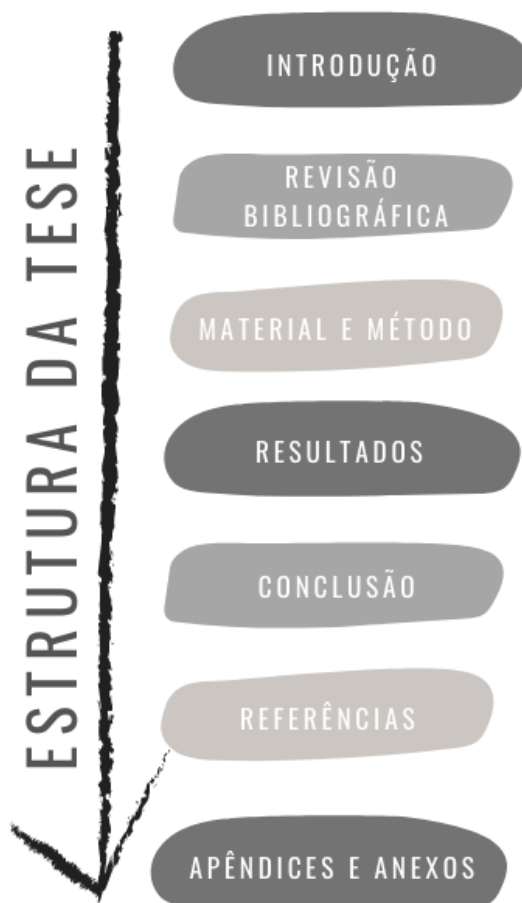 ESTRUTURA DA TESE
INTRODUÇÃO
REVISÃO
BIBLIOGRÁFICA
MATERIAL E MÉTODO
RESULTADOS
CONCLUSÃO
REFERÊNCIAS
APÊNDICES E ANEXOS